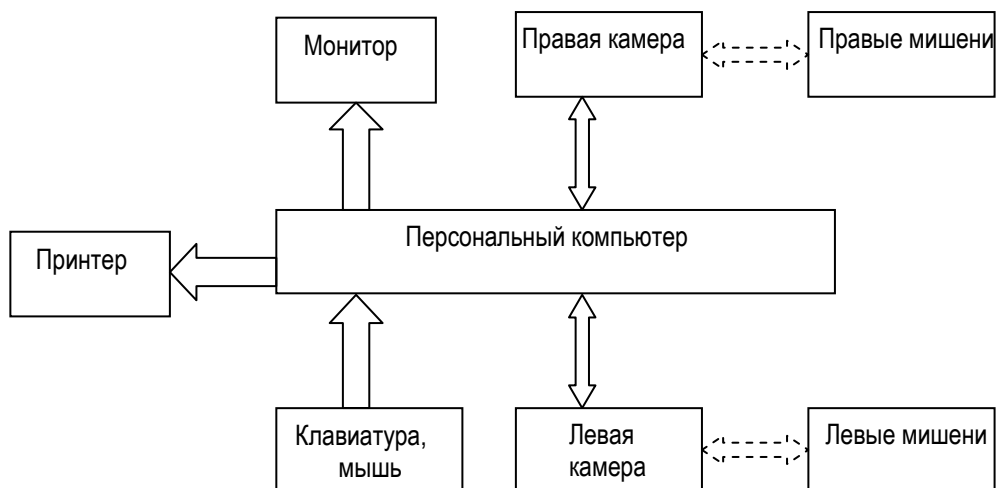 Монитор
Правая камера
Правые мишени
Персональный компьютер
Принтер
Клавиатура,
мышь
Левая
камера
Левые мишени